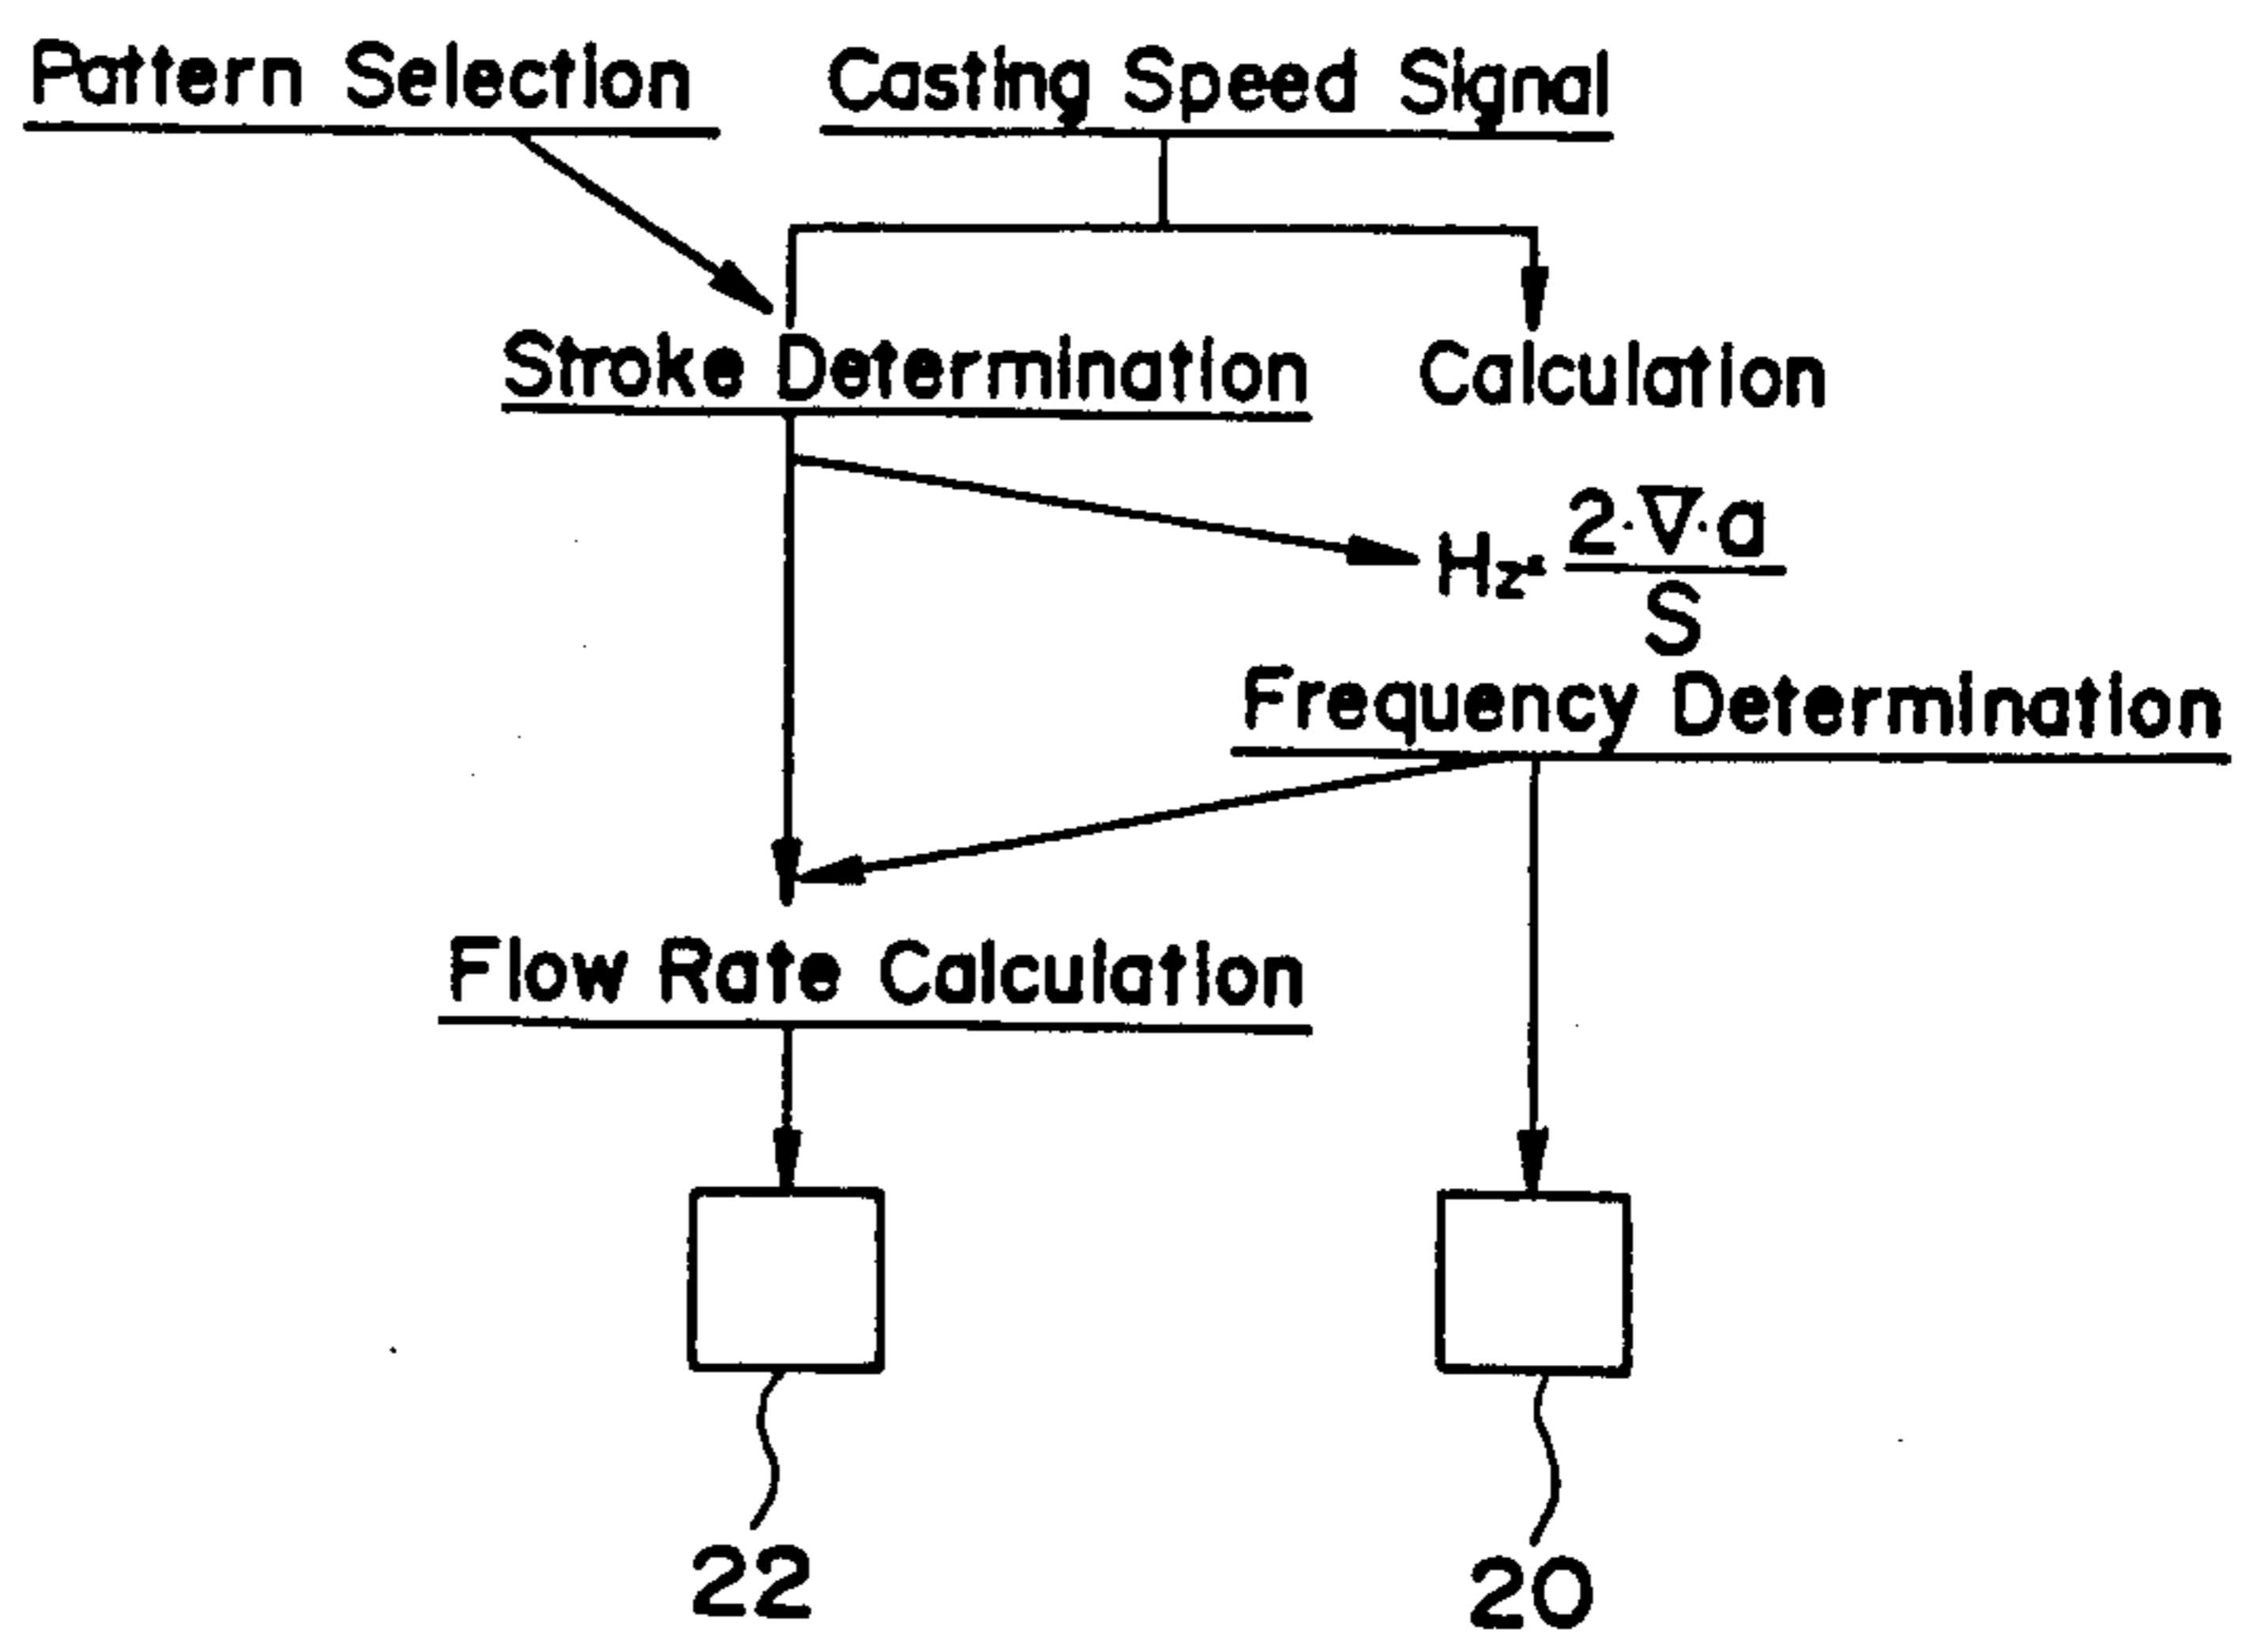 Pattern Selection
Casting Speed Signal
Stroke Determination
Calculation
Hz= 2·∇·a / S
Frequency Determination
Flow Rate Calculation
22
20